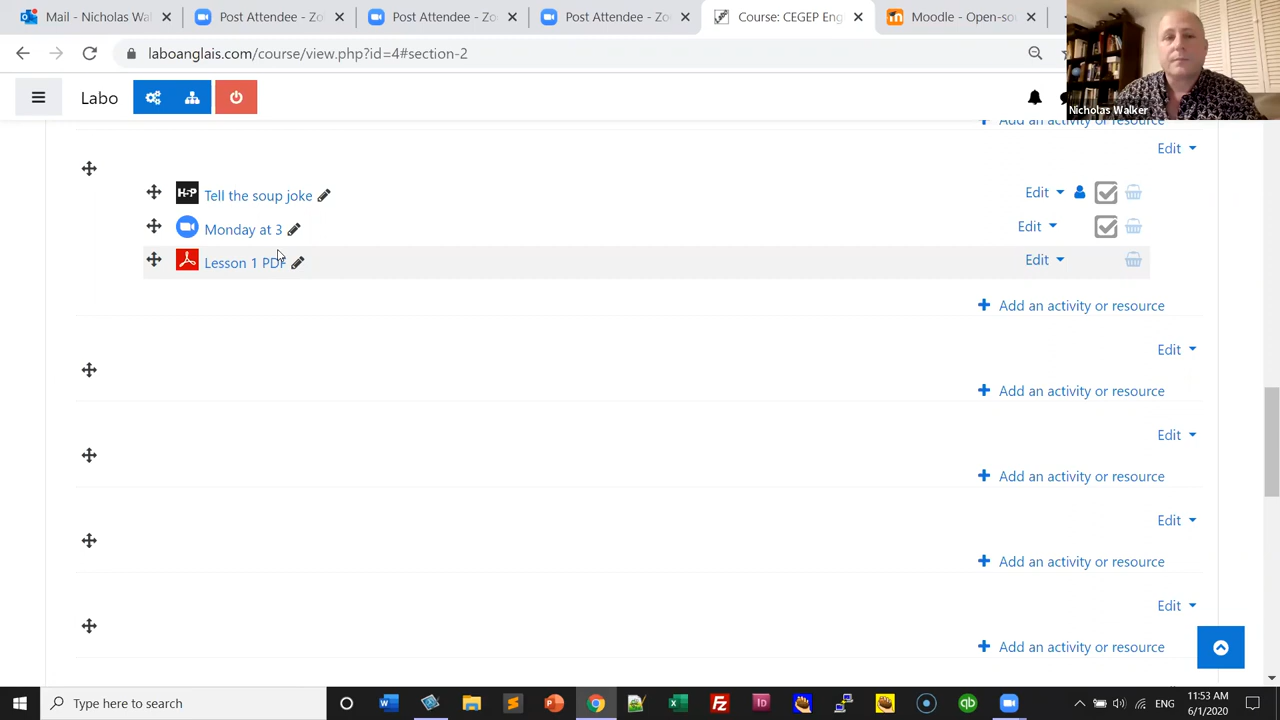 Mail - Nicholas W
Post Attendee - Zo
Post Attendee - Zo
Course: CEGEP Eng
Moodle - Open-so
laboanglais.com/course/view.php?id=4#section-2
Labo
Nicholas Walker
Add an activity or resource
Edit
H-P
Tell the soup joke
Edit
Monday at 3
Edit
Lesson 1 PDF
Edit
Add an activity or resource
Edit
Add an activity or resource
Edit
Add an activity or resource
Edit
Add an activity or resource
Edit
Add an activity or resource
Type here to search
ENG
11:53 AM
6/1/2020